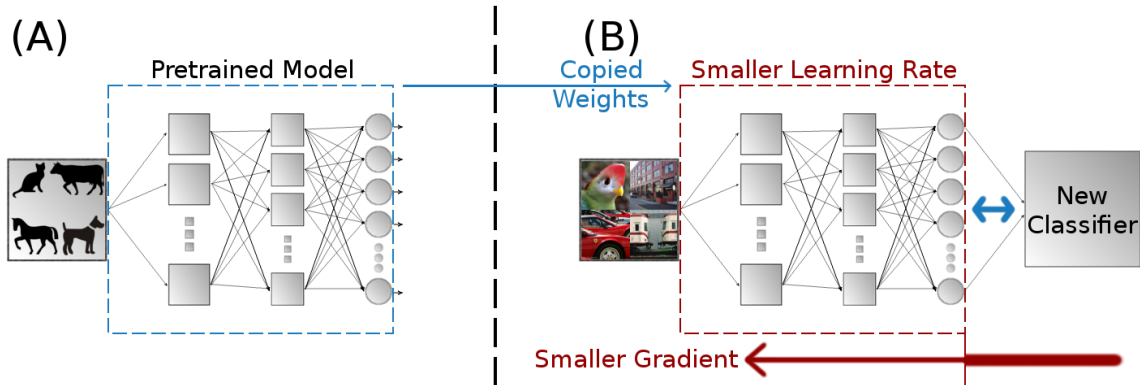 (A)
Pretrained Model
(B)
Copied
Weights
Smaller Learning Rate
New
Classifier
Smaller Gradient